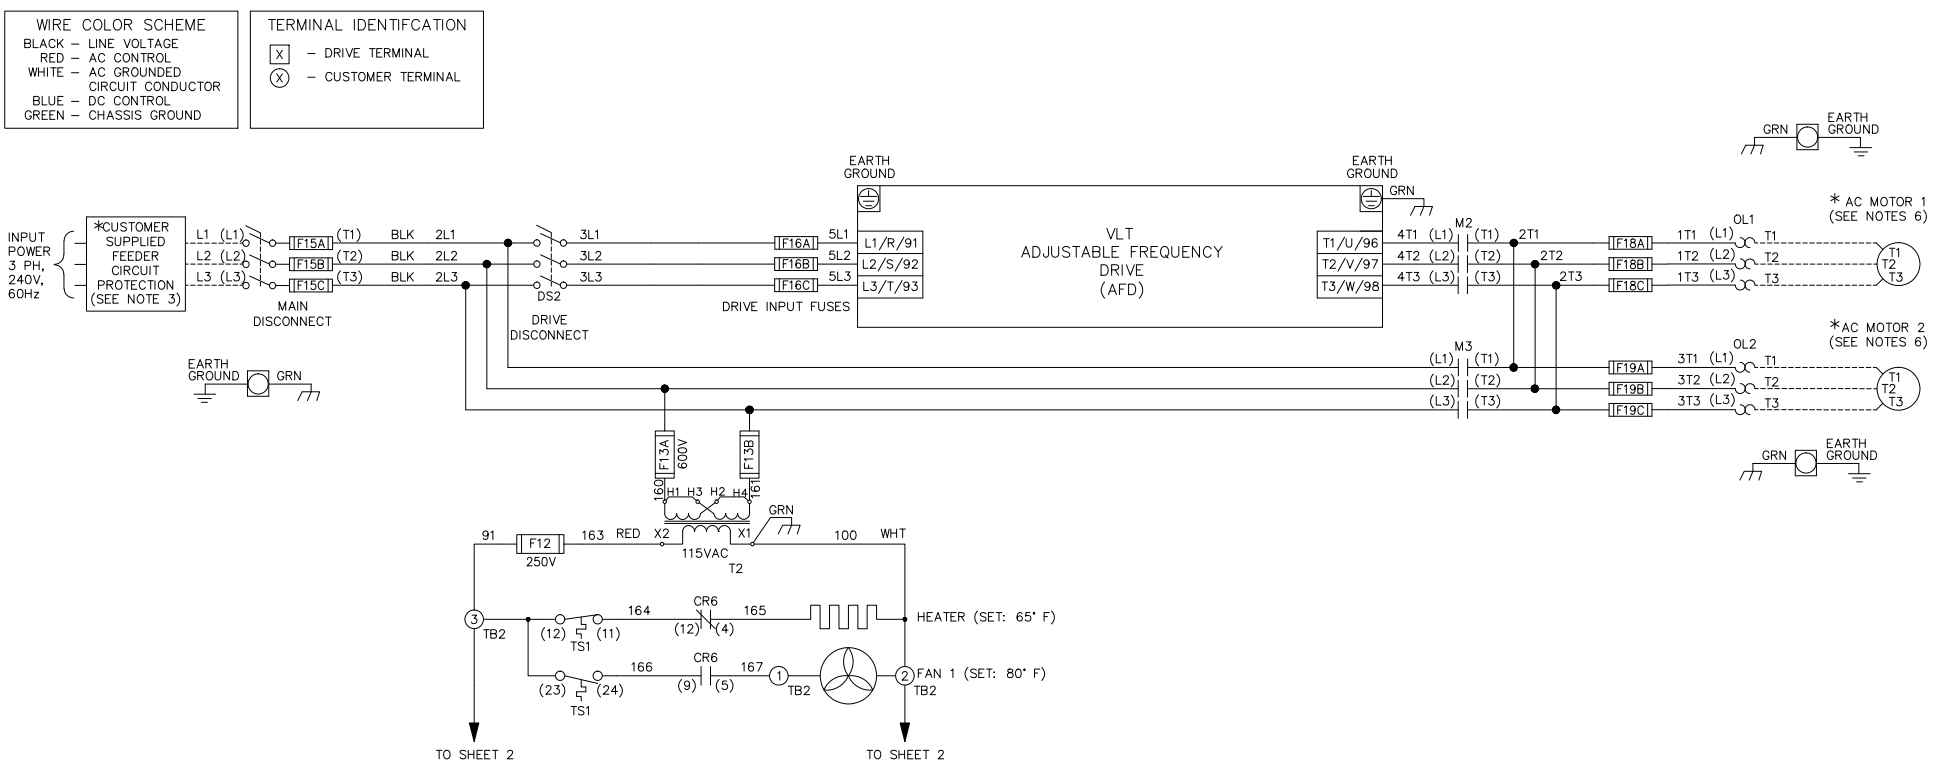 WIRE COLOR SCHEME
BLACK – LINE VOLTAGE
RED – AC CONTROL
WHITE – AC GROUNDED
CIRCUIT CONDUCTOR
BLUE – DC CONTROL
GREEN – CHASSIS GROUND
TERMINAL IDENTIFCATION
X – DRIVE TERMINAL
X – CUSTOMER TERMINAL
GRN
EARTH
GROUND
EARTH
GROUND
EARTH
GROUND
GRN
INPUT
POWER
3 PH,
240V,
60Hz
*CUSTOMER
SUPPLIED
FEEDER
CIRCUIT
PROTECTION
(SEE NOTE 3)
L1 (L1) F15A (T1) BLK 2L1 3L1 F16A 5L1 L1/R/91
L2 (L2) F15B (T2) BLK 2L2 3L2 F16B 5L2 L2/S/92
L3 (L3) F15C (T3) BLK 2L3 3L3 F16C 5L3 L3/T/93
MAIN
DISCONNECT
DS2
DRIVE
DISCONNECT
DRIVE INPUT FUSES
VLT
ADJUSTABLE FREQUENCY
DRIVE
(AFD)
M2
OL1
* AC MOTOR 1
(SEE NOTES 6)
T1/U/96 4T1 (L1) (T1) 2T1 F18A 1T1 (L1) T1
T2/V/97 4T2 (L2) (T2) 2T2 F18B 1T2 (L2) T2
T3/W/98 4T3 (L3) (T3) 2T3 F18C 1T3 (L3) T3
T1
T2
T3
M3
OL2
*AC MOTOR 2
(SEE NOTES 6)
(L1) (T1) F19A 3T1 (L1) T1
(L2) (T2) F19B 3T2 (L2) T2
(L3) (T3) F19C 3T3 (L3) T3
T1
T2
T3
EARTH
GROUND GRN
GRN
EARTH
GROUND
F13A
600V
F13B
160
161
H1 H3 H2 H4
GRN
91 F12 163 RED X2 X1 100 WHT
250V
115VAC
T2
3
TB2
(12) (11) 164 CR6 (12) (4) 165 HEATER (SET: 65° F)
TS1
(23) (24) 166 CR6 (9) (5) 167 1 TB2 2 TB2 FAN 1 (SET: 80° F)
TS1
TO SHEET 2
TO SHEET 2